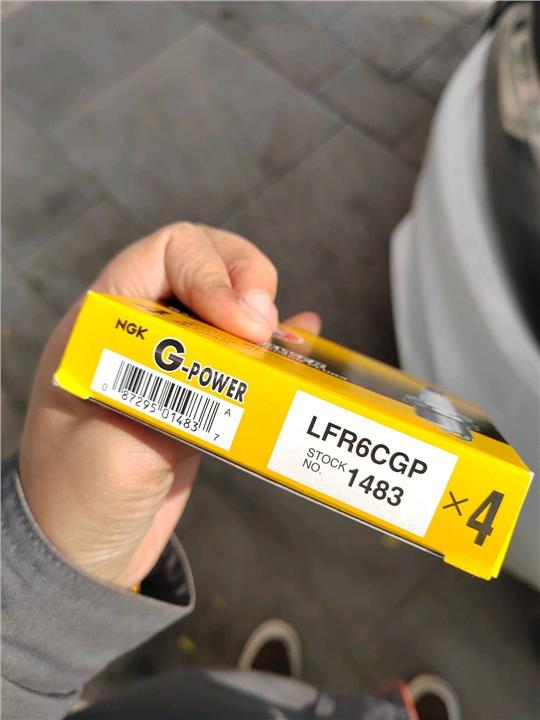 NGK
G-POWER
0 87295 01483 7
A
LFR6CGP
STOCK NO. 1483
×4